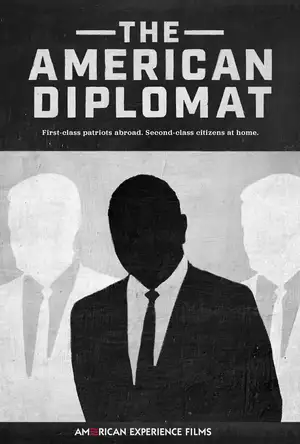 THE
AMERICAN
DIPLOMAT
First-class patriots abroad. Second-class citizens at home.
AMERICAN EXPERIENCE FILMS